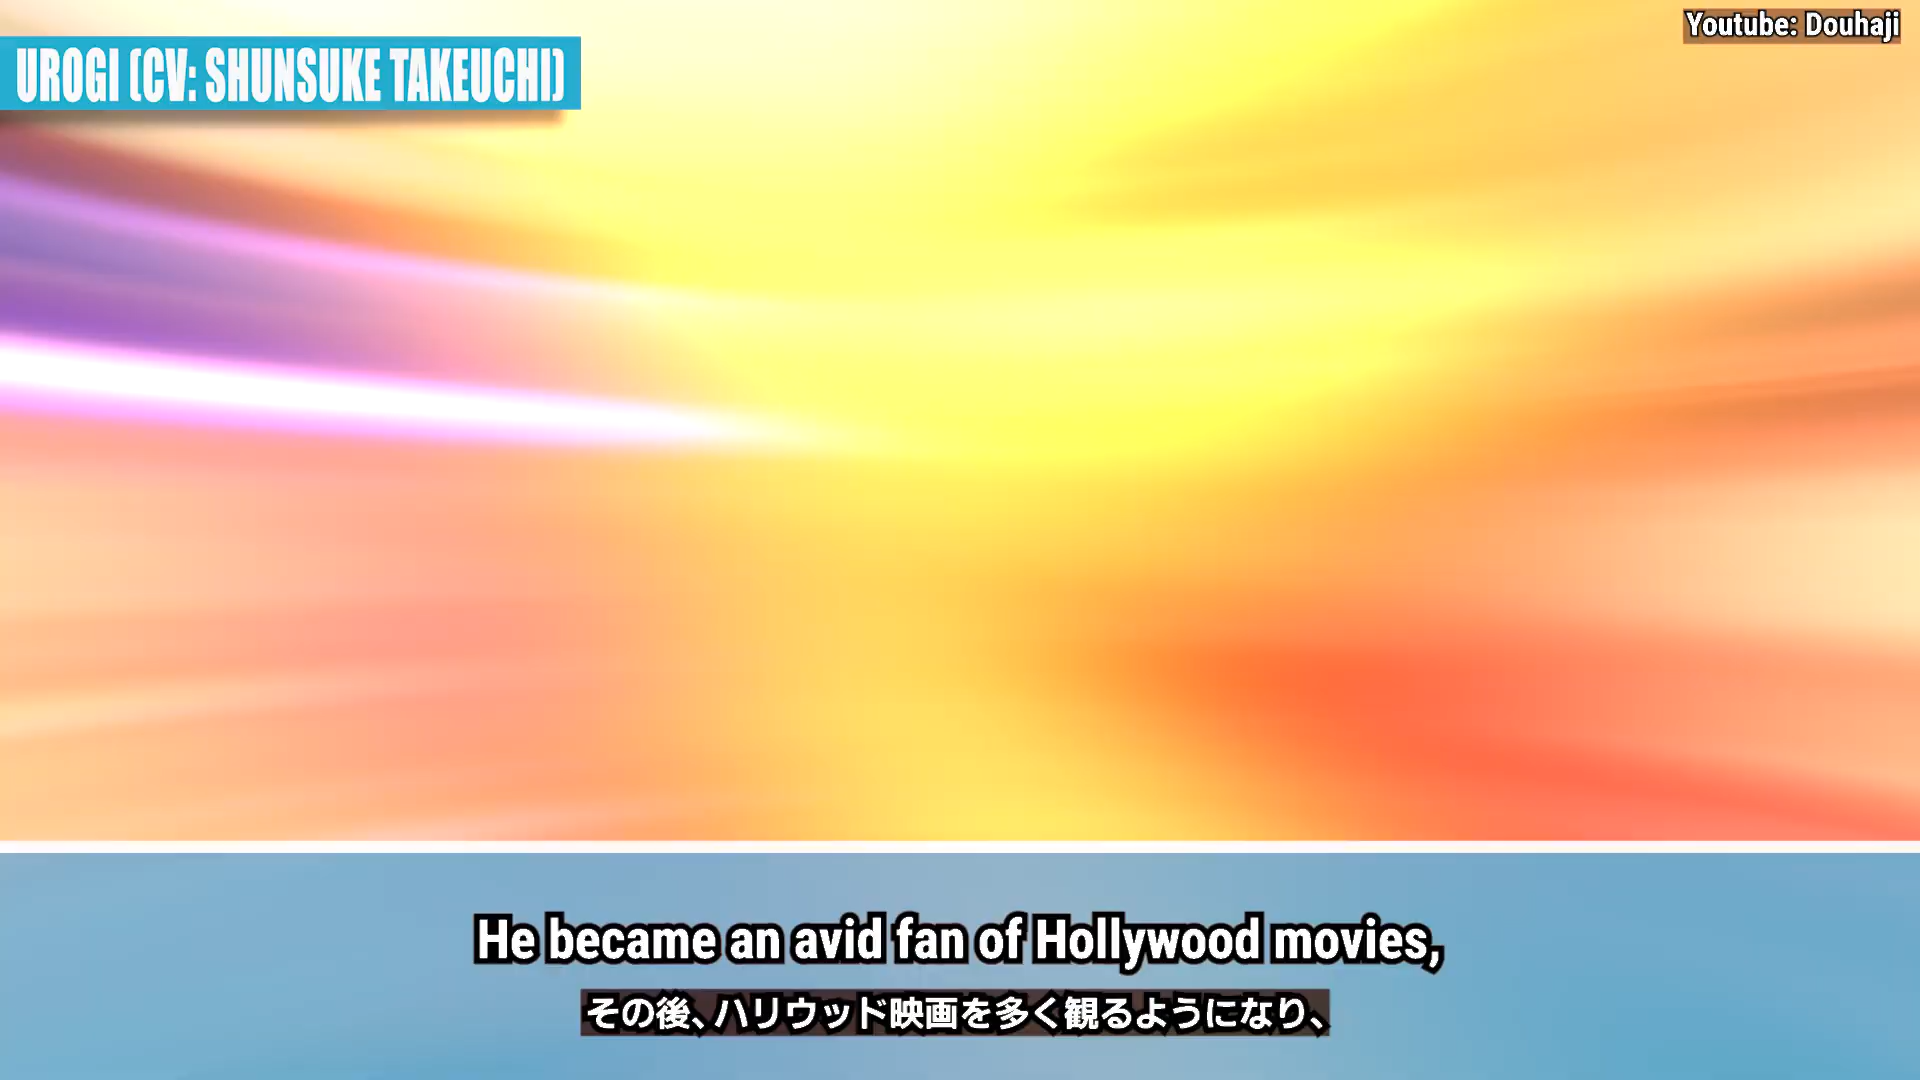 Youtube: Douhaji
UROGI (CV: SHUNSUKE TAKEUCHI)
He became an avid fan of Hollywood movies,
その後、ハリウッド映画を多く観るようになり、